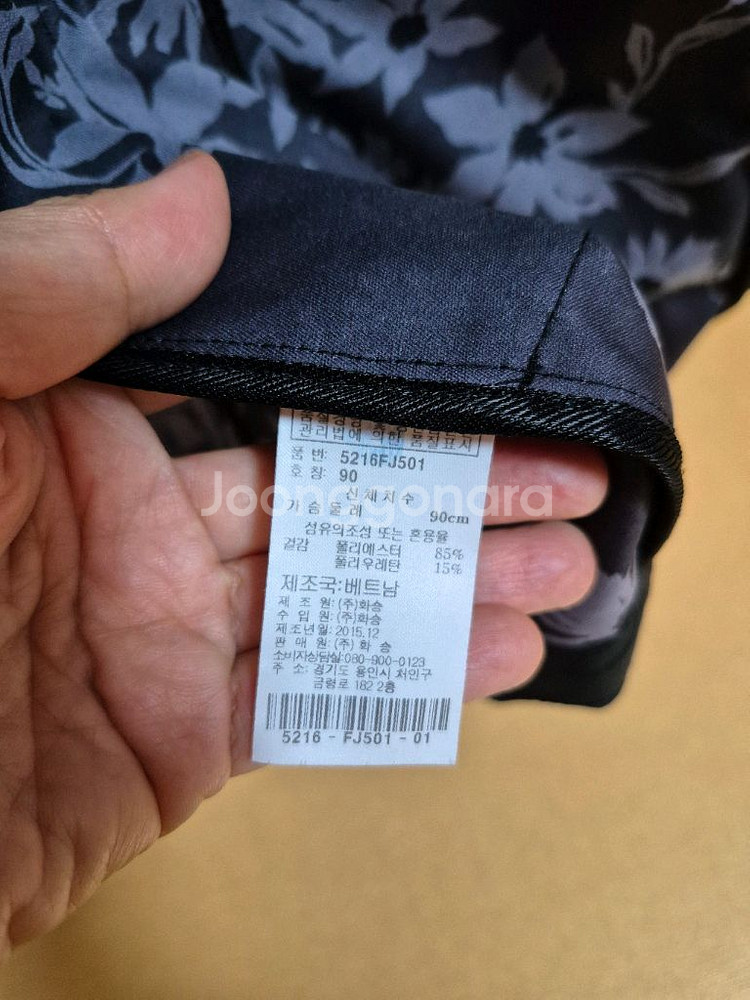 관리법에 의한 품질표시
품 번: 5216FJ501
호 칭: 90
신체치수
가슴둘레 90cm
섬유의조성 또는 혼용율
겉감 폴리에스터 85%
폴리우레탄 15%
제조국:베트남
제 조 원:(주)화승
수 입 원:(주)화승
제조년월:2015.12
판 매 원:(주) 화 승
소비자상담실:080-900-0123
주 소: 경기도 용인시 처인구
금령로 182 2층
5216 - FJ501 - 01
Joonggonara